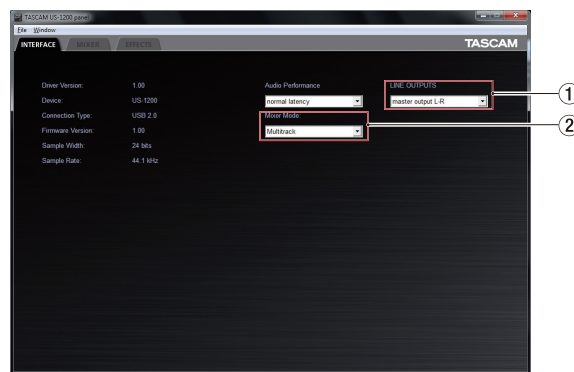 TASCAM US-1200 panel
File Window
INTERFACE MIXER EFFECTS TASCAM
Driver Version: 1.00
Device: US-1200
Connection Type: USB 2.0
Firmware Version: 1.00
Sample Width: 24 bits
Sample Rate: 44.1 kHz
Audio Performance
normal latency
Mixer Mode:
Multitrack
LINE OUTPUTS
master output L-R
1
2